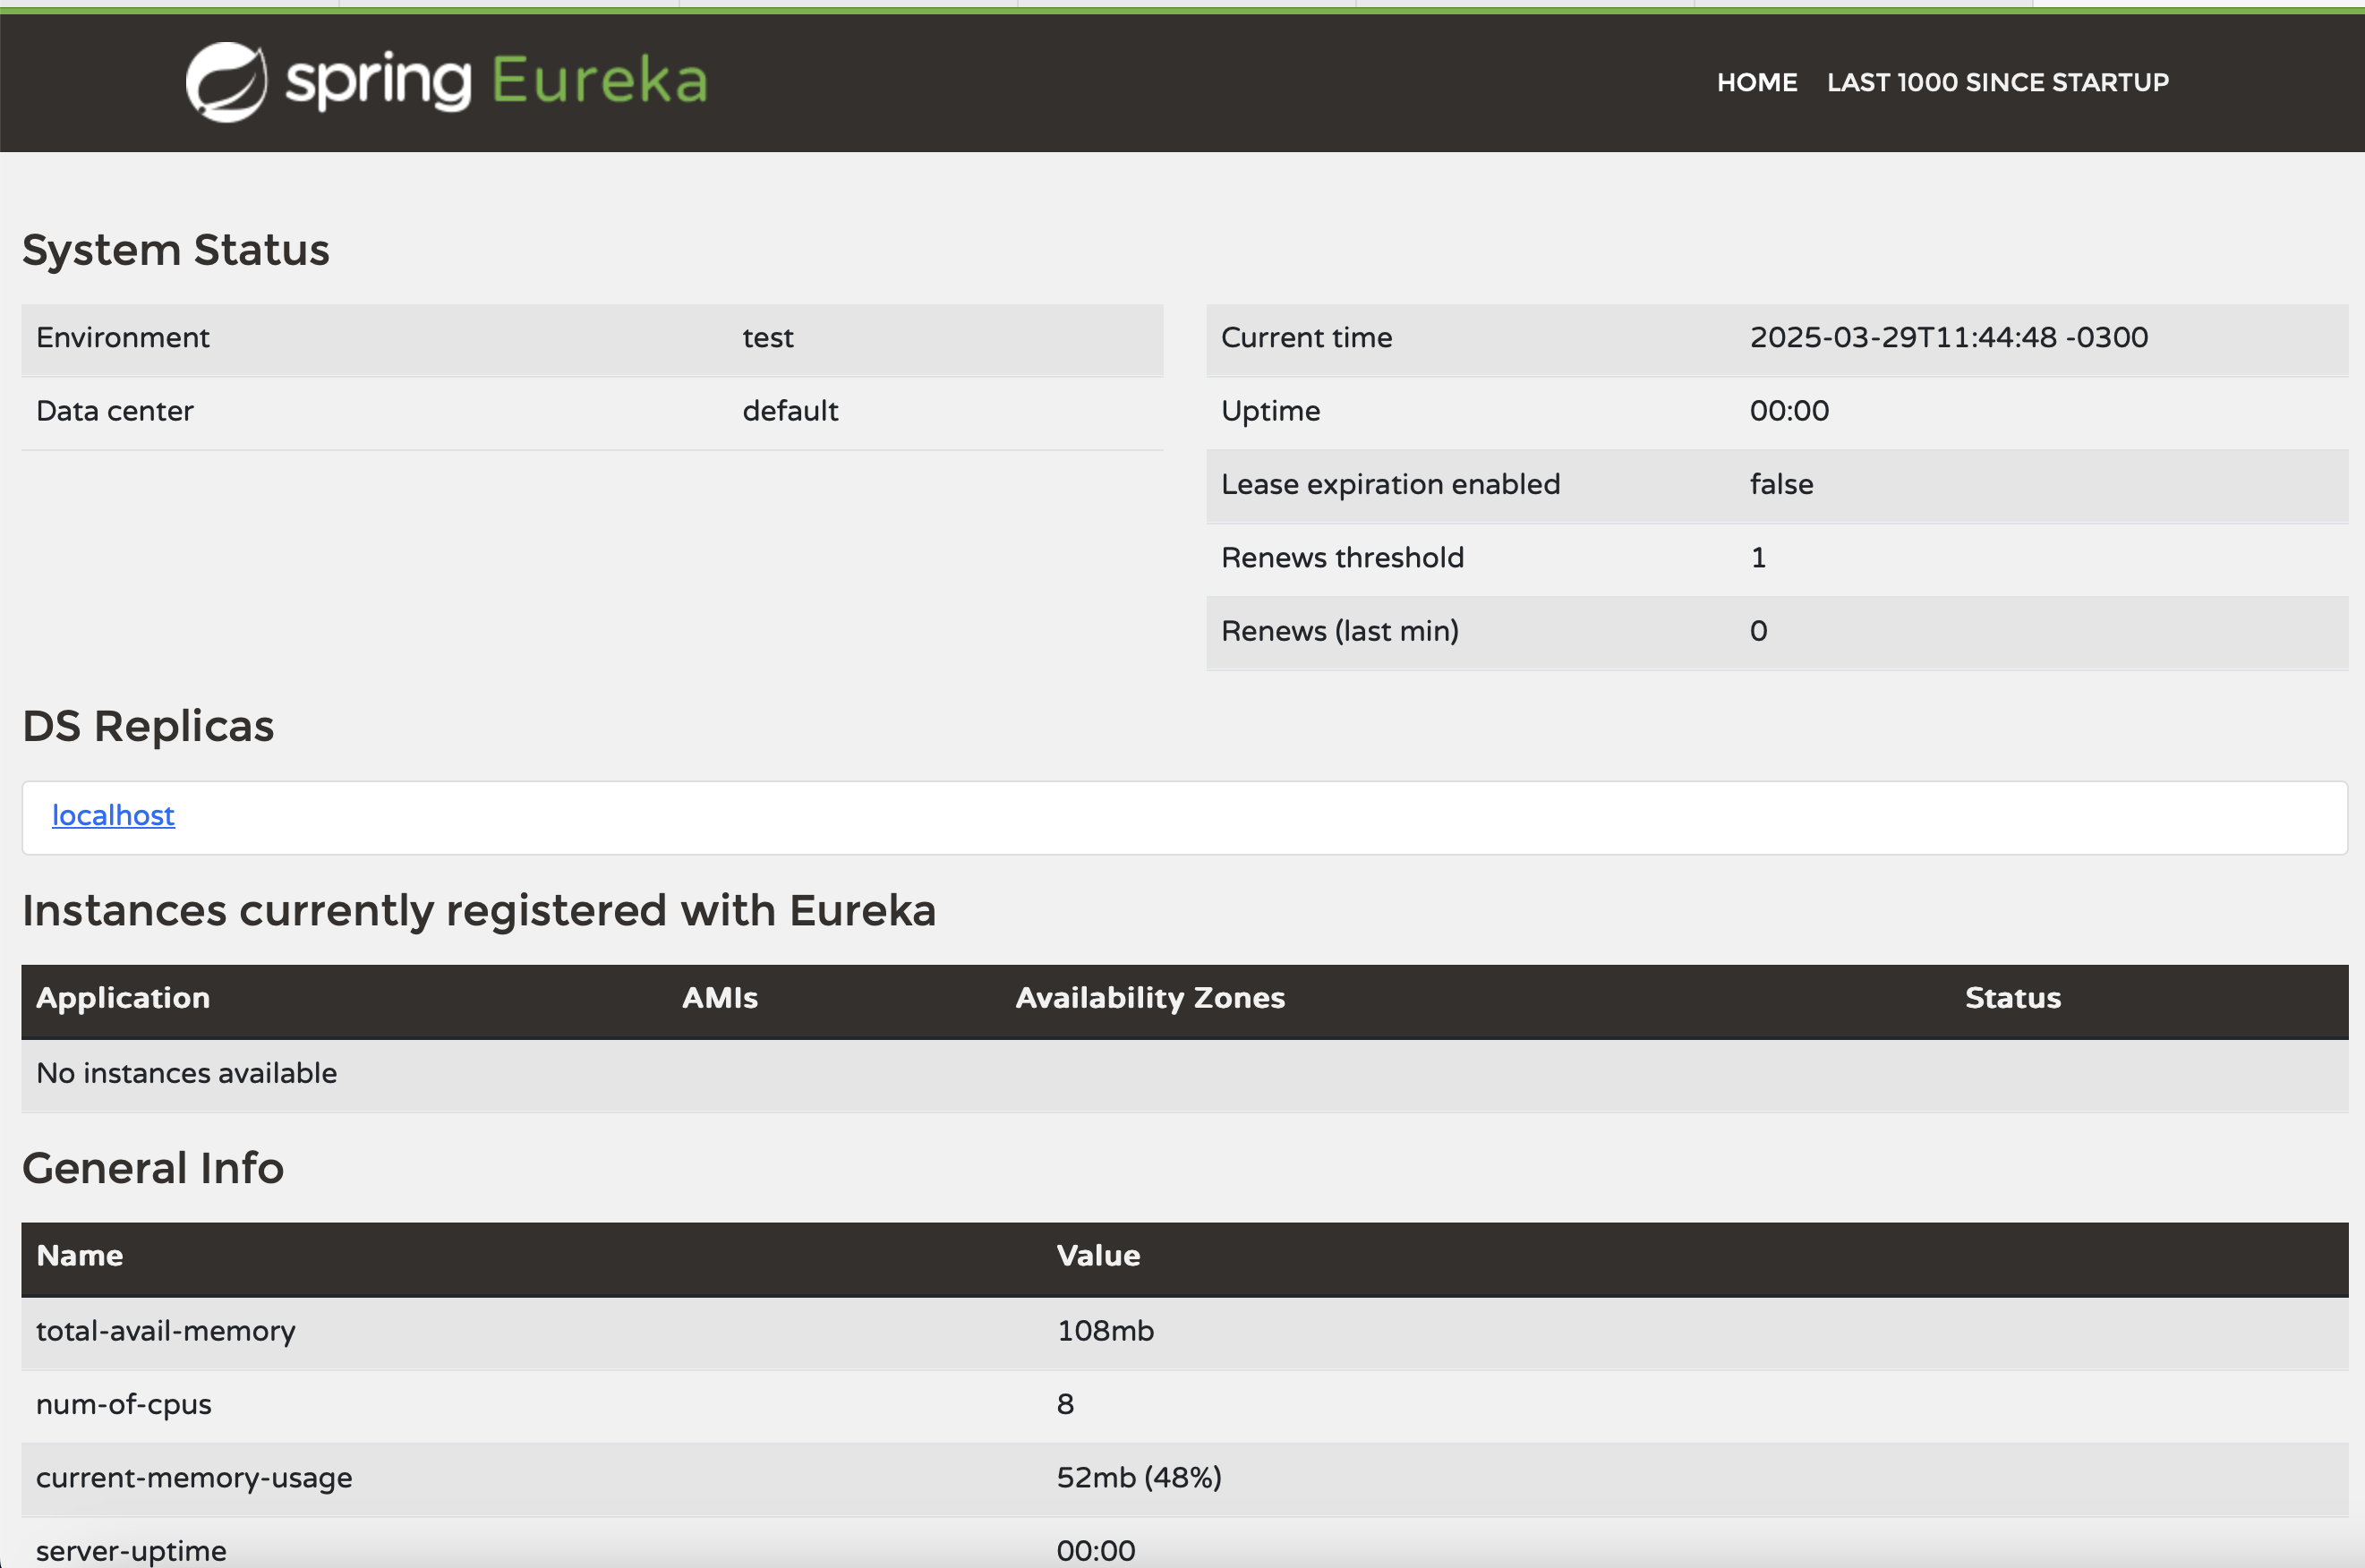 spring Eureka
HOME LAST 1000 SINCE STARTUP
System Status
Environment test
Data center default
Current time 2025-03-29T11:44:48 -0300
Uptime 00:00
Lease expiration enabled false
Renews threshold 1
Renews (last min) 0
DS Replicas
localhost
Instances currently registered with Eureka
Application AMIs Availability Zones Status
No instances available
General Info
Name Value
total-avail-memory 108mb
num-of-cpus 8
current-memory-usage 52mb (48%)
server-uptime 00:00